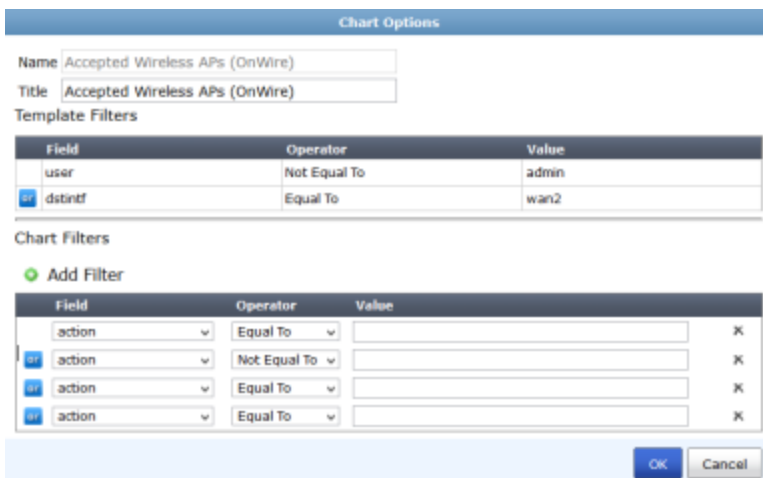 Chart Options
Name Accepted Wireless APs (OnWire)
Title Accepted Wireless APs (OnWire)
Template Filters
Field Operator Value
user Not Equal To admin
or dstintf Equal To wan2
Chart Filters
Add Filter
Field Operator Value
action Equal To
or action Not Equal To
or action Equal To
or action Equal To
OK Cancel